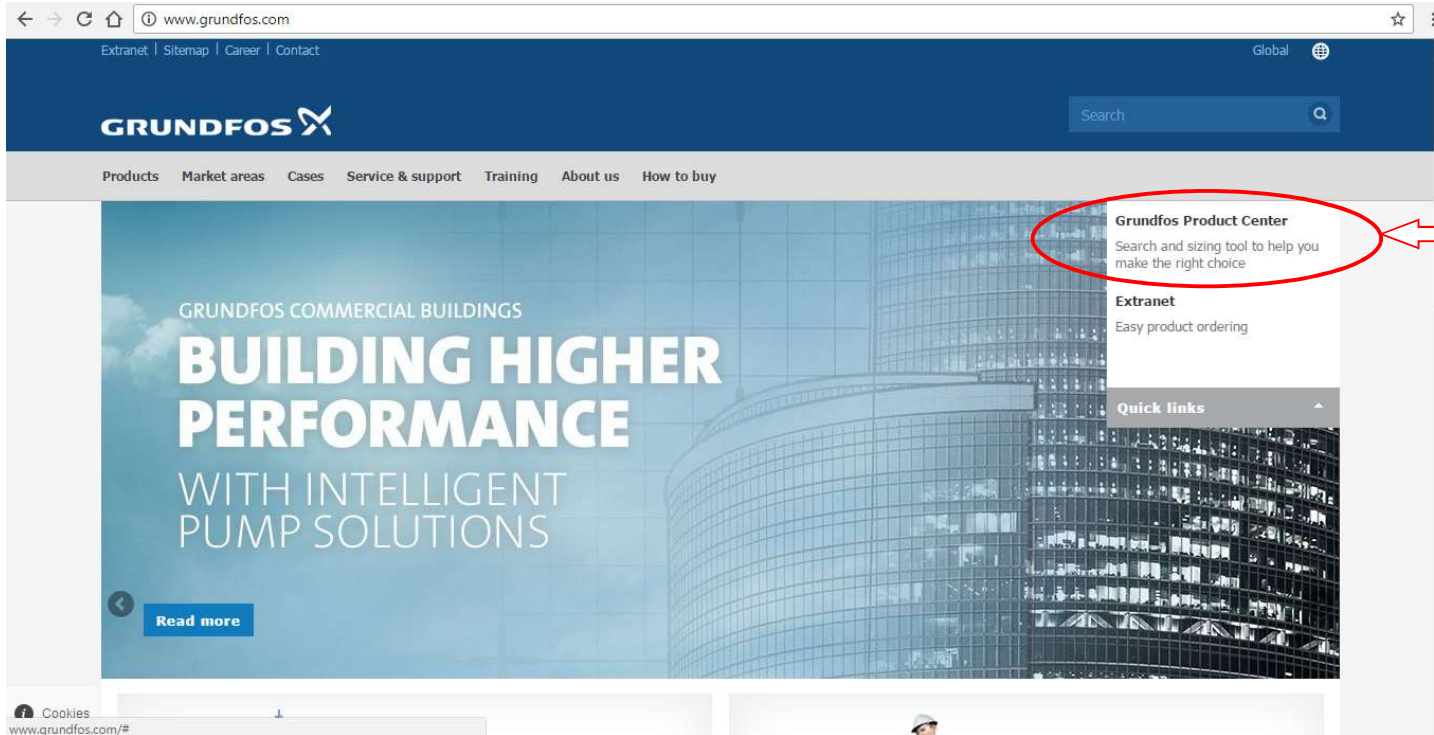 www.grundfos.com
Extranet | Sitemap | Career | Contact
Global
GRUNDFOS
Search
Products Market areas Cases Service & support Training About us How to buy
Grundfos Product Center
Search and sizing tool to help you
make the right choice
Extranet
Easy product ordering
Quick links
GRUNDFOS COMMERCIAL BUILDINGS
BUILDING HIGHER
PERFORMANCE
WITH INTELLIGENT
PUMP SOLUTIONS
Read more
Cookies
www.grundfos.com/#